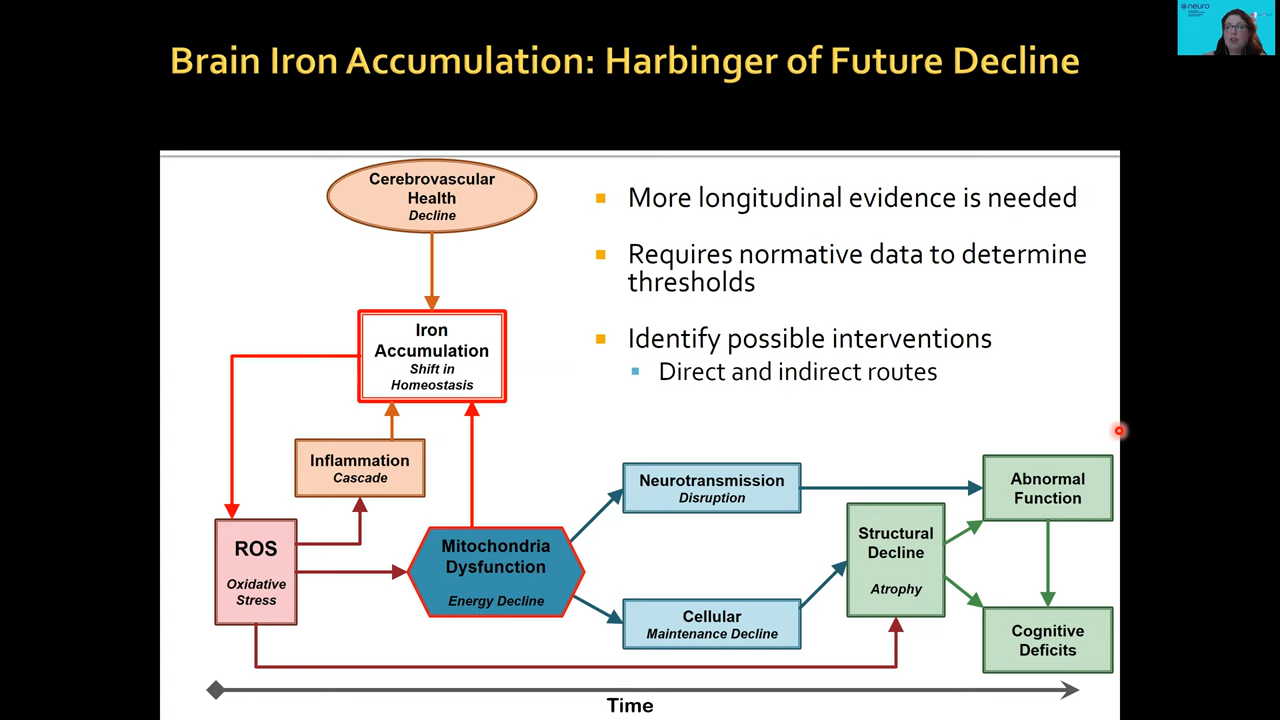 neuro
Brain Iron Accumulation: Harbinger of Future Decline
Cerebrovascular
Health
Decline
More longitudinal evidence is needed
Requires normative data to determine
thresholds
Identify possible interventions
Direct and indirect routes
Iron
Accumulation
Shift in
Homeostasis
Inflammation
Cascade
ROS
Oxidative
Stress
Mitochondria
Dysfunction
Energy Decline
Neurotransmission
Disruption
Cellular
Maintenance Decline
Structural
Decline
Atrophy
Abnormal
Function
Cognitive
Deficits
Time